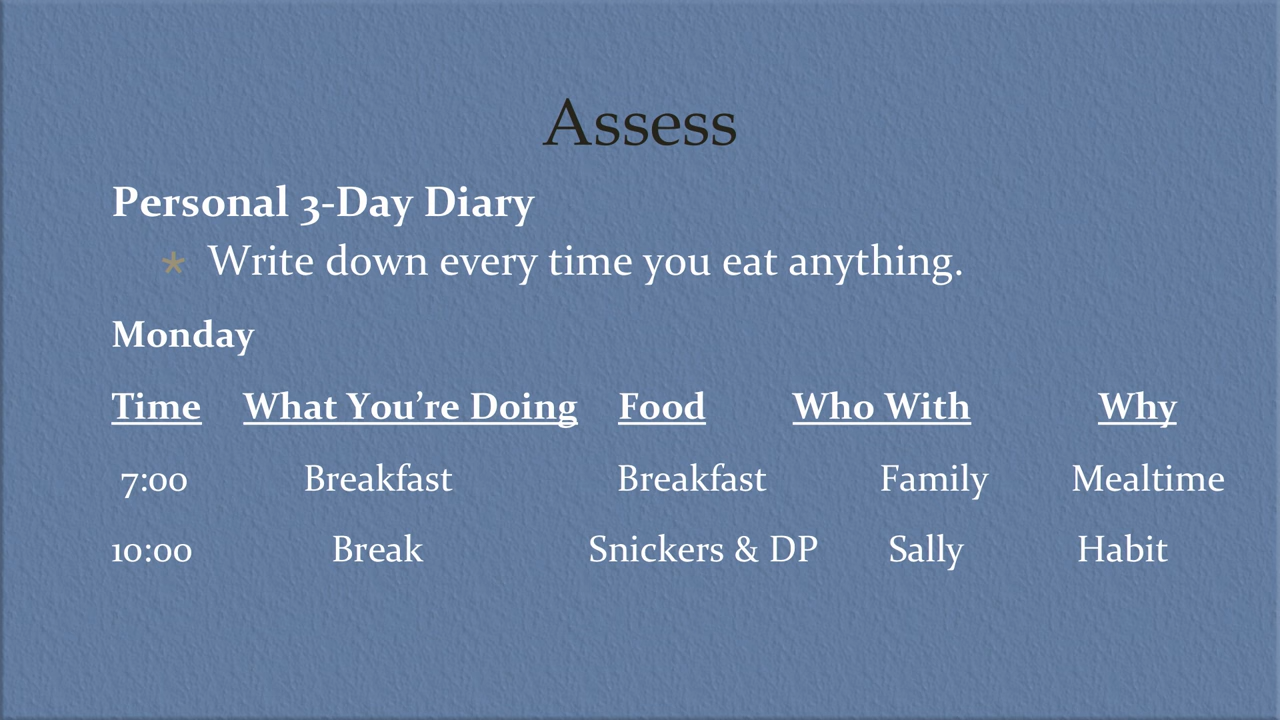 Assess
Personal 3-Day Diary
* Write down every time you eat anything.
Monday
Time What You’re Doing Food Who With Why
7:00 Breakfast Breakfast Family Mealtime
10:00 Break Snickers & DP Sally Habit